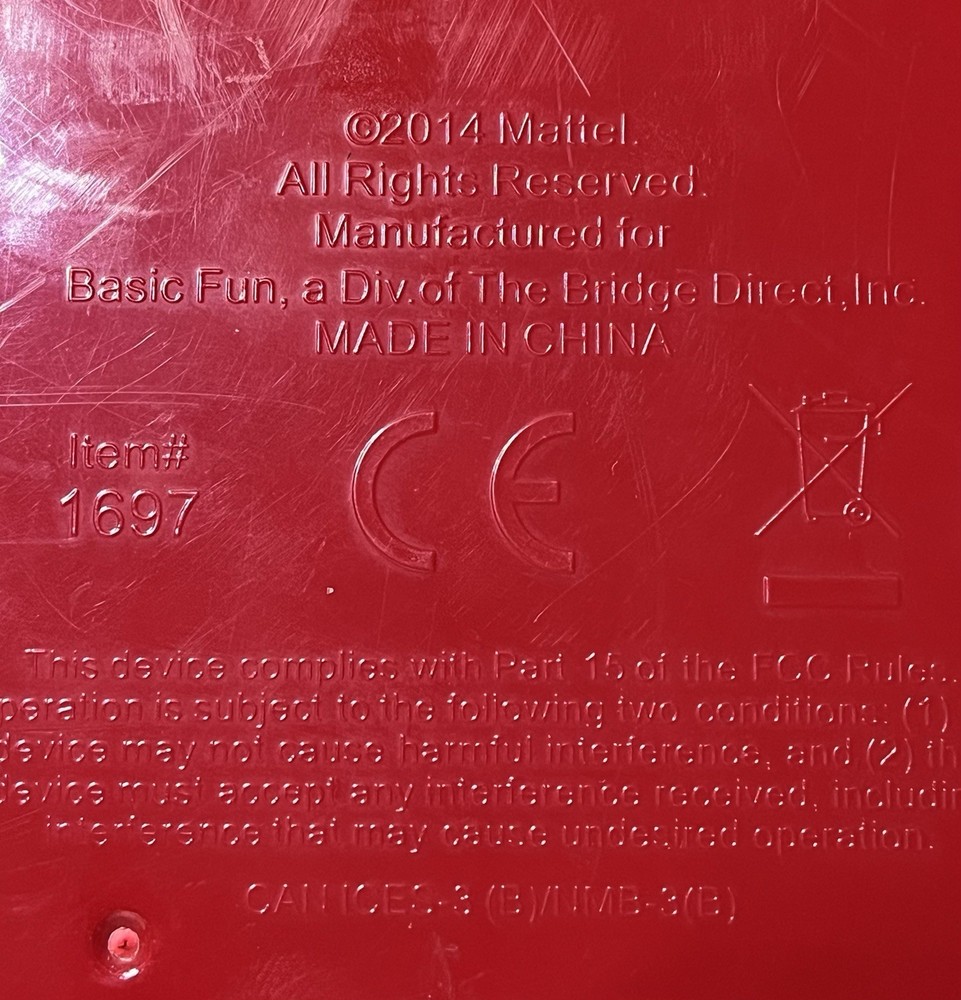 ©2014 Mattel.
All Rights Reserved.
Manufactured for
Basic Fun, a Div.of The Bridge Direct,Inc.
MADE IN CHINA
Item#
1697
CE
This device complies with Part 15 of the FCC Rules.
peration is subject to the following two conditions: (1)
device may not cause harmful interference, and (2) th
device must accept any interference received, includin
interference that may cause undesired operation.
CAN ICES-3 (B)/NMB-3(B)